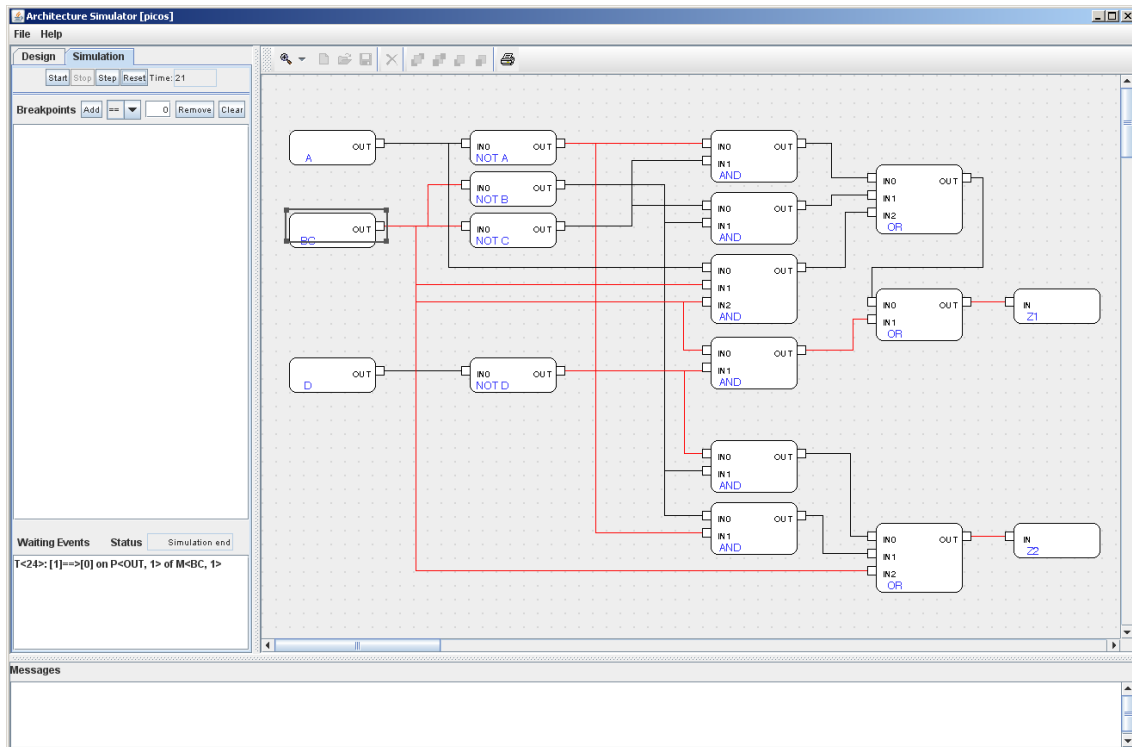 Architecture Simulator [picos]
File Help
Design Simulation
Start Stop Step Reset Time: 21
Breakpoints Add == 0 Remove Clear
OUT
A
IN0 OUT
NOT A
IN0 OUT
IN1
AND
IN0 OUT
NOT B
IN0 OUT
IN1
IN2
OR
OUT
BC
IN0 OUT
NOT C
IN0 OUT
IN1
AND
IN0 OUT
IN1
IN2
AND
IN0 OUT
IN1
OR
IN
Z1
OUT
D
IN0 OUT
NOT D
IN0 OUT
IN1
AND
IN0 OUT
IN1
AND
IN0 OUT
IN1
AND
IN0 OUT
IN1
IN2
OR
IN
Z2
Waiting Events Status Simulation end
T<24>: [1]==>[0] on P<OUT, 1> of M<BC, 1>
Messages